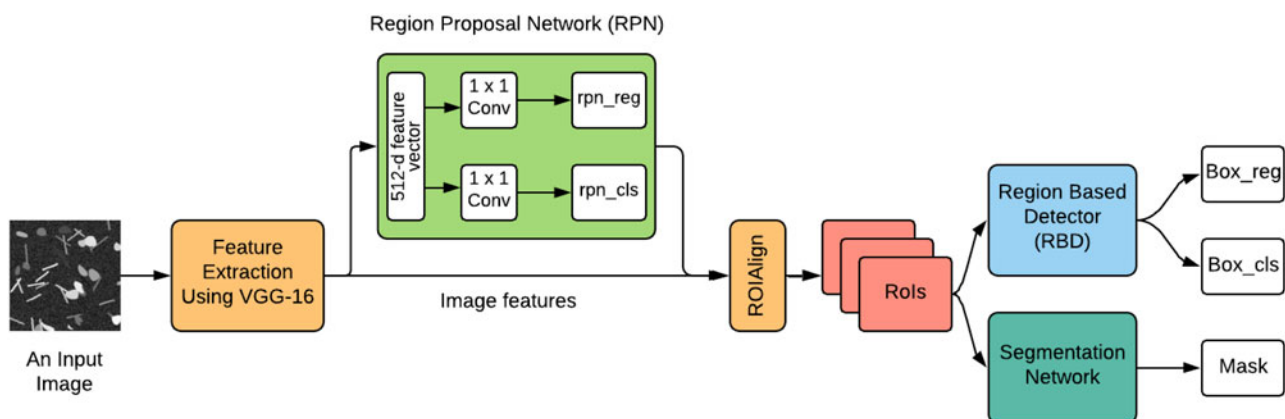 Region Proposal Network (RPN)
512-d feature
vector
1 x 1
Conv
rpn_reg
1 x 1
Conv
rpn_cls
An Input
Image
Feature
Extraction
Using VGG-16
Image features
ROIAlign
RoIs
Region Based
Detector
(RBD)
Box_reg
Box_cls
Segmentation
Network
Mask